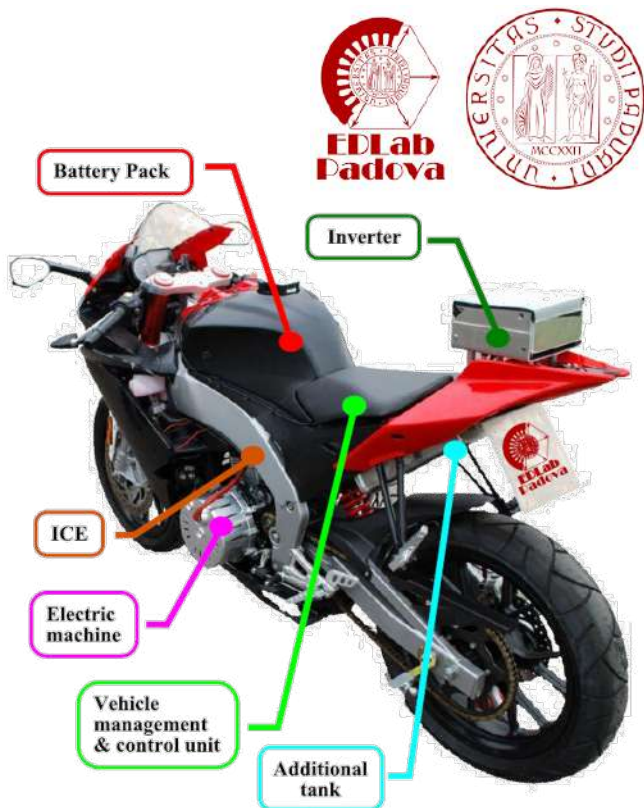 UNIVERSITAS STUDII PADUANI
MCCXXII
EDLab
Padova
Battery Pack
Inverter
EDLab
Padova
ICE
Electric
machine
Vehicle
management
& control unit
Additional
tank